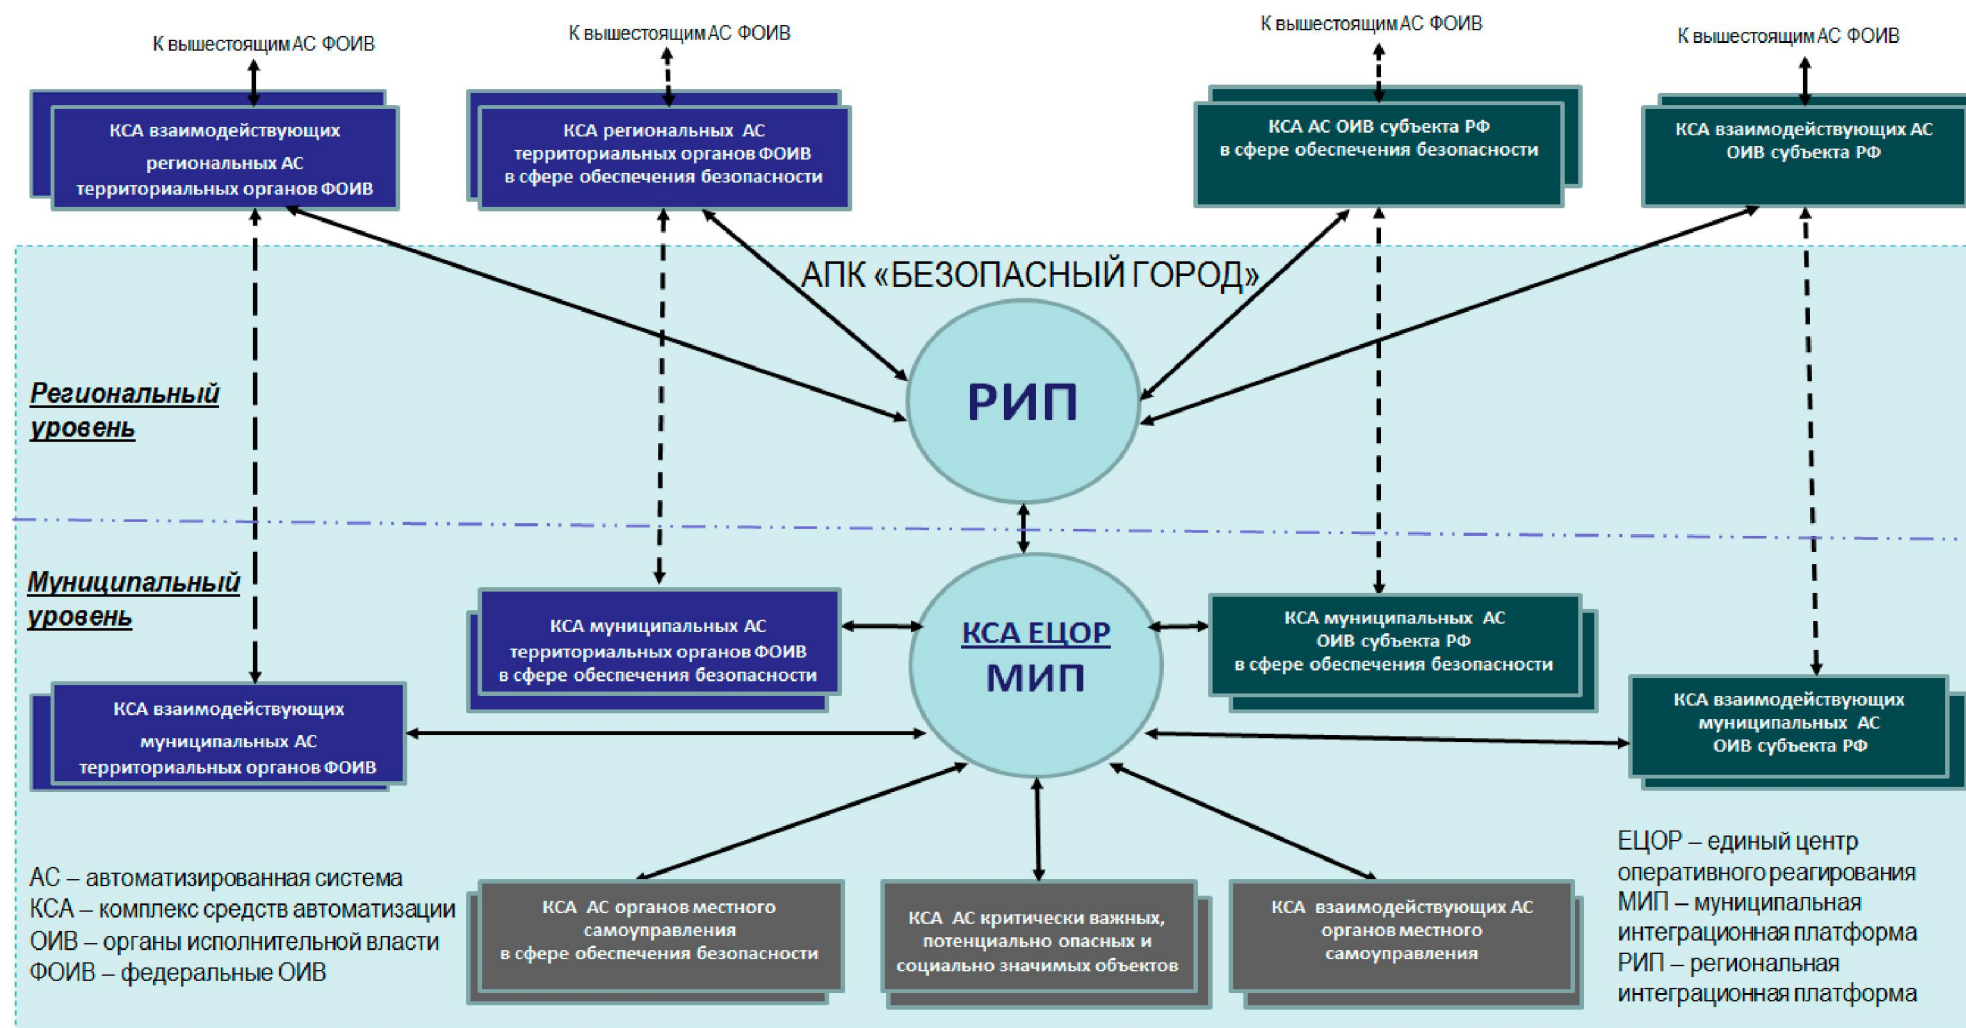 К вышестоящим АС ФОИВ
К вышестоящим АС ФОИВ
К вышестоящим АС ФОИВ
К вышестоящим АС ФОИВ
КСА взаимодействующих
региональных АС
территориальных органов ФОИВ
КСА региональных АС
территориальных органов ФОИВ
в сфере обеспечения безопасности
КСА АС ОИВ субъекта РФ
в сфере обеспечения безопасности
КСА взаимодействующих АС
ОИВ субъекта РФ
АПК «БЕЗОПАСНЫЙ ГОРОД»
Региональный
уровень
РИП
Муниципальный
уровень
КСА муниципальных АС
территориальных органов ФОИВ
в сфере обеспечения безопасности
КСА ЕЦОР
МИП
КСА муниципальных АС
ОИВ субъекта РФ
в сфере обеспечения безопасности
КСА взаимодействующих
муниципальных АС
территориальных органов ФОИВ
КСА взаимодействующих
муниципальных АС
ОИВ субъекта РФ
АС – автоматизированная система
КСА – комплекс средств автоматизации
ОИВ – органы исполнительной власти
ФОИВ – федеральные ОИВ
КСА АС органов местного
самоуправления
в сфере обеспечения безопасности
КСА АС критически важных,
потенциально опасных и
социально значимых объектов
КСА взаимодействующих АС
органов местного
самоуправления
ЕЦОР – единый центр
оперативного реагирования
МИП – муниципальная
интеграционная платформа
РИП – региональная
интеграционная платформа